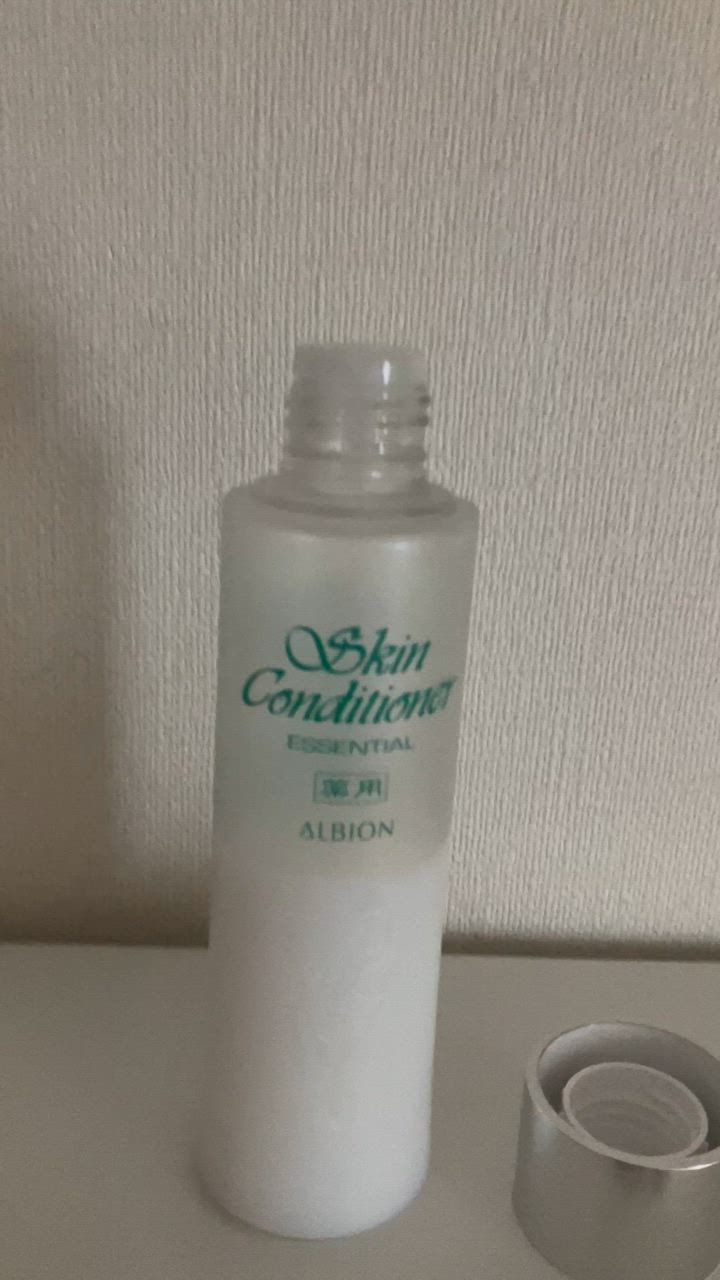 Skin
Conditioner
ESSENTIAL
薬用
ALBION